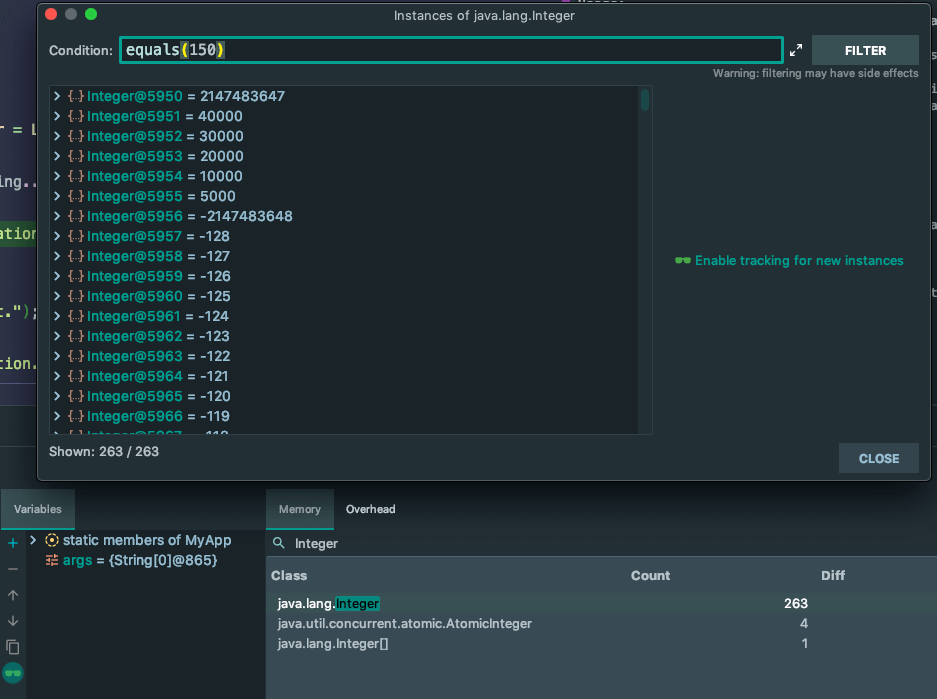 Instances of java.lang.Integer
Condition: equals(150) FILTER
Warning: filtering may have side effects
{..} Integer@5950 = 2147483647
{..} Integer@5951 = 40000
{..} Integer@5952 = 30000
{..} Integer@5953 = 20000
{..} Integer@5954 = 10000
{..} Integer@5955 = 5000
{..} Integer@5956 = -2147483648
{..} Integer@5957 = -128
{..} Integer@5958 = -127
{..} Integer@5959 = -126
{..} Integer@5960 = -125
{..} Integer@5961 = -124
{..} Integer@5962 = -123
{..} Integer@5963 = -122
{..} Integer@5964 = -121
{..} Integer@5965 = -120
{..} Integer@5966 = -119
Enable tracking for new instances
Shown: 263 / 263
CLOSE
r = L
ing..
ation
t.");
tion.
Variables
static members of MyApp
args = {String[0]@865}
Memory Overhead
Integer
Class Count Diff
java.lang.Integer 263
java.util.concurrent.atomic.AtomicInteger 4
java.lang.Integer[] 1